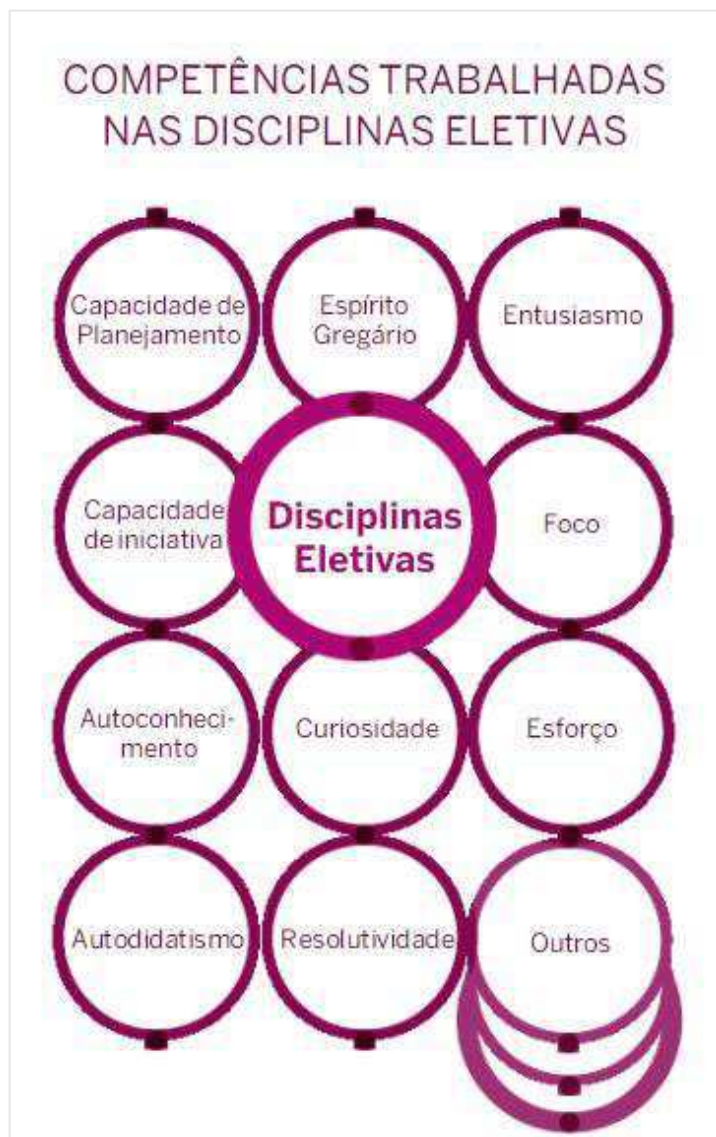 COMPETÊNCIAS TRABALHADAS
NAS DISCIPLINAS ELETIVAS
Capacidade de
Planejamento
Espírito
Gregário
Entusiasmo
Capacidade
de iniciativa
Disciplinas
Eletivas
Foco
Autoconheci-
mento
Curiosidade
Esforço
Autodidatismo
Resolutividade
Outros